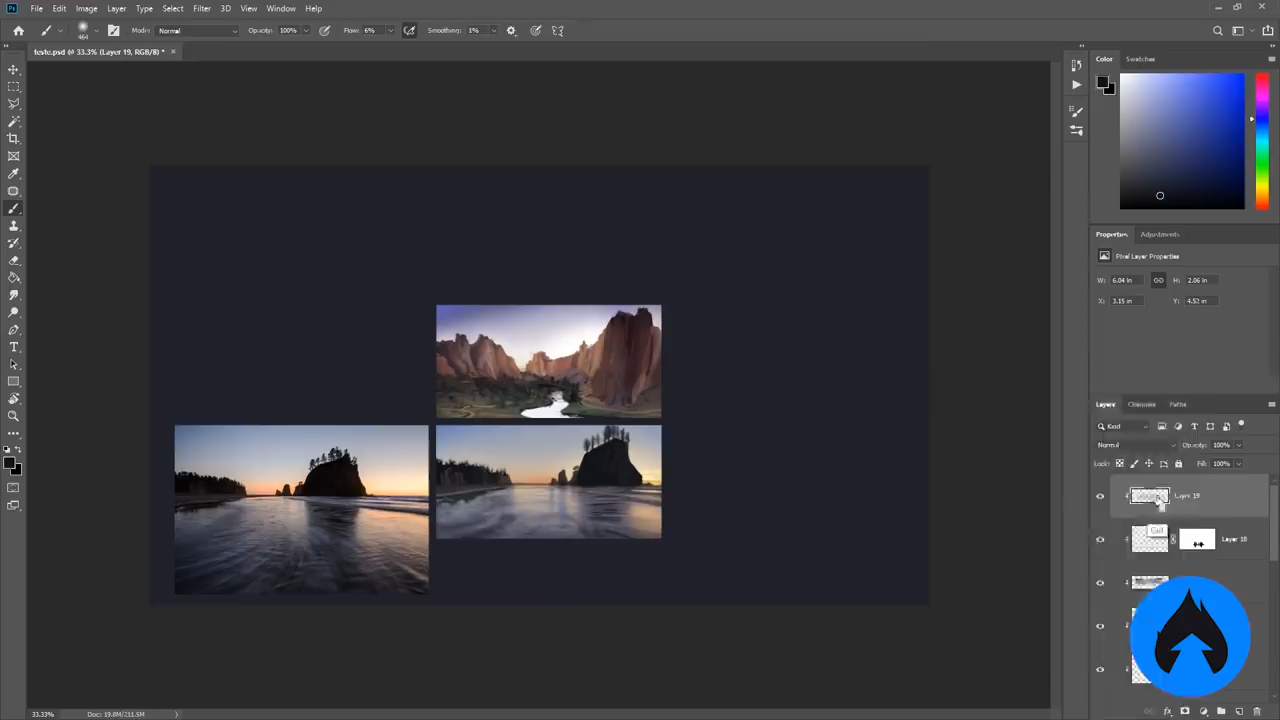 Ps File Edit Image Layer Type Select Filter 3D View Window Help
464 Mode: Normal Opacity: 100% Flow: 6% Smoothing: 1%
teste.psd @ 33.3% (Layer 19, RGB/8) * ×
Color Swatches
Properties Adjustments
Pixel Layer Properties
W: 6.04 in H: 2.06 in
X: 3.15 in Y: 4.52 in
Layers Channels Paths
Kind
Normal Opacity: 100%
Lock: Fill: 100%
Layer 19
Layer 18
33.33% Doc: 19.8M/211.5M